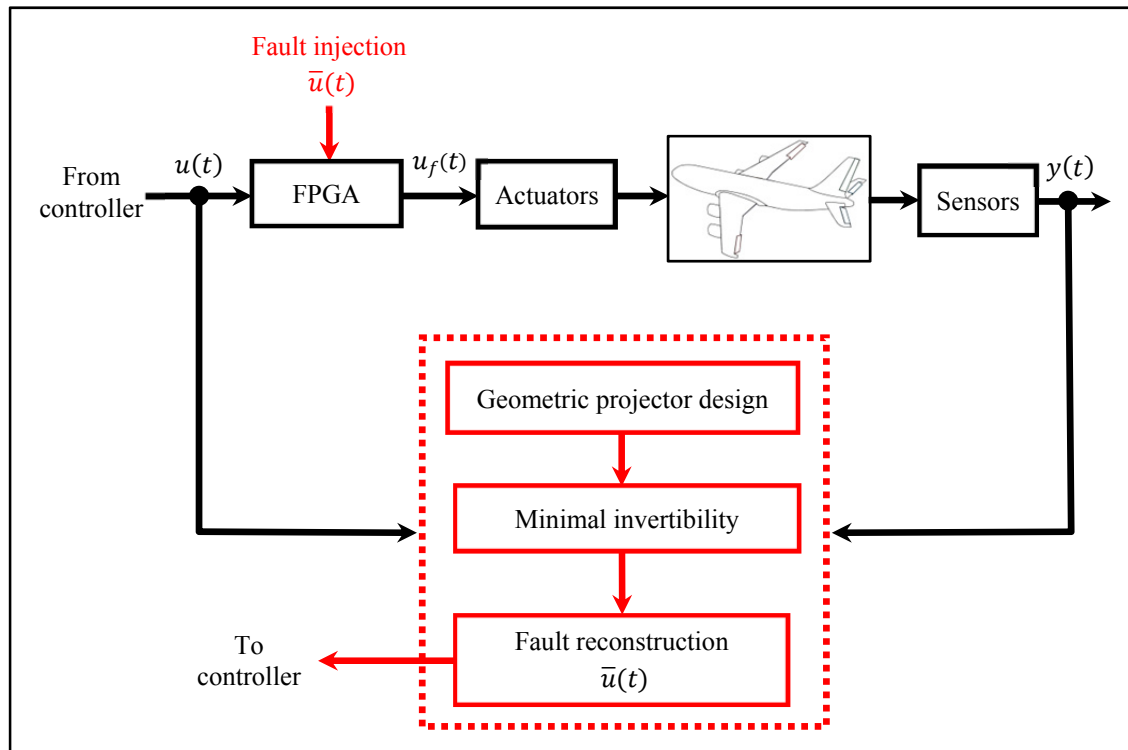 Fault injection
u̅(t)
From
controller
u(t)
FPGA
u_f(t)
Actuators
Sensors
y(t)
Geometric projector design
Minimal invertibility
Fault reconstruction
u̅(t)
To
controller